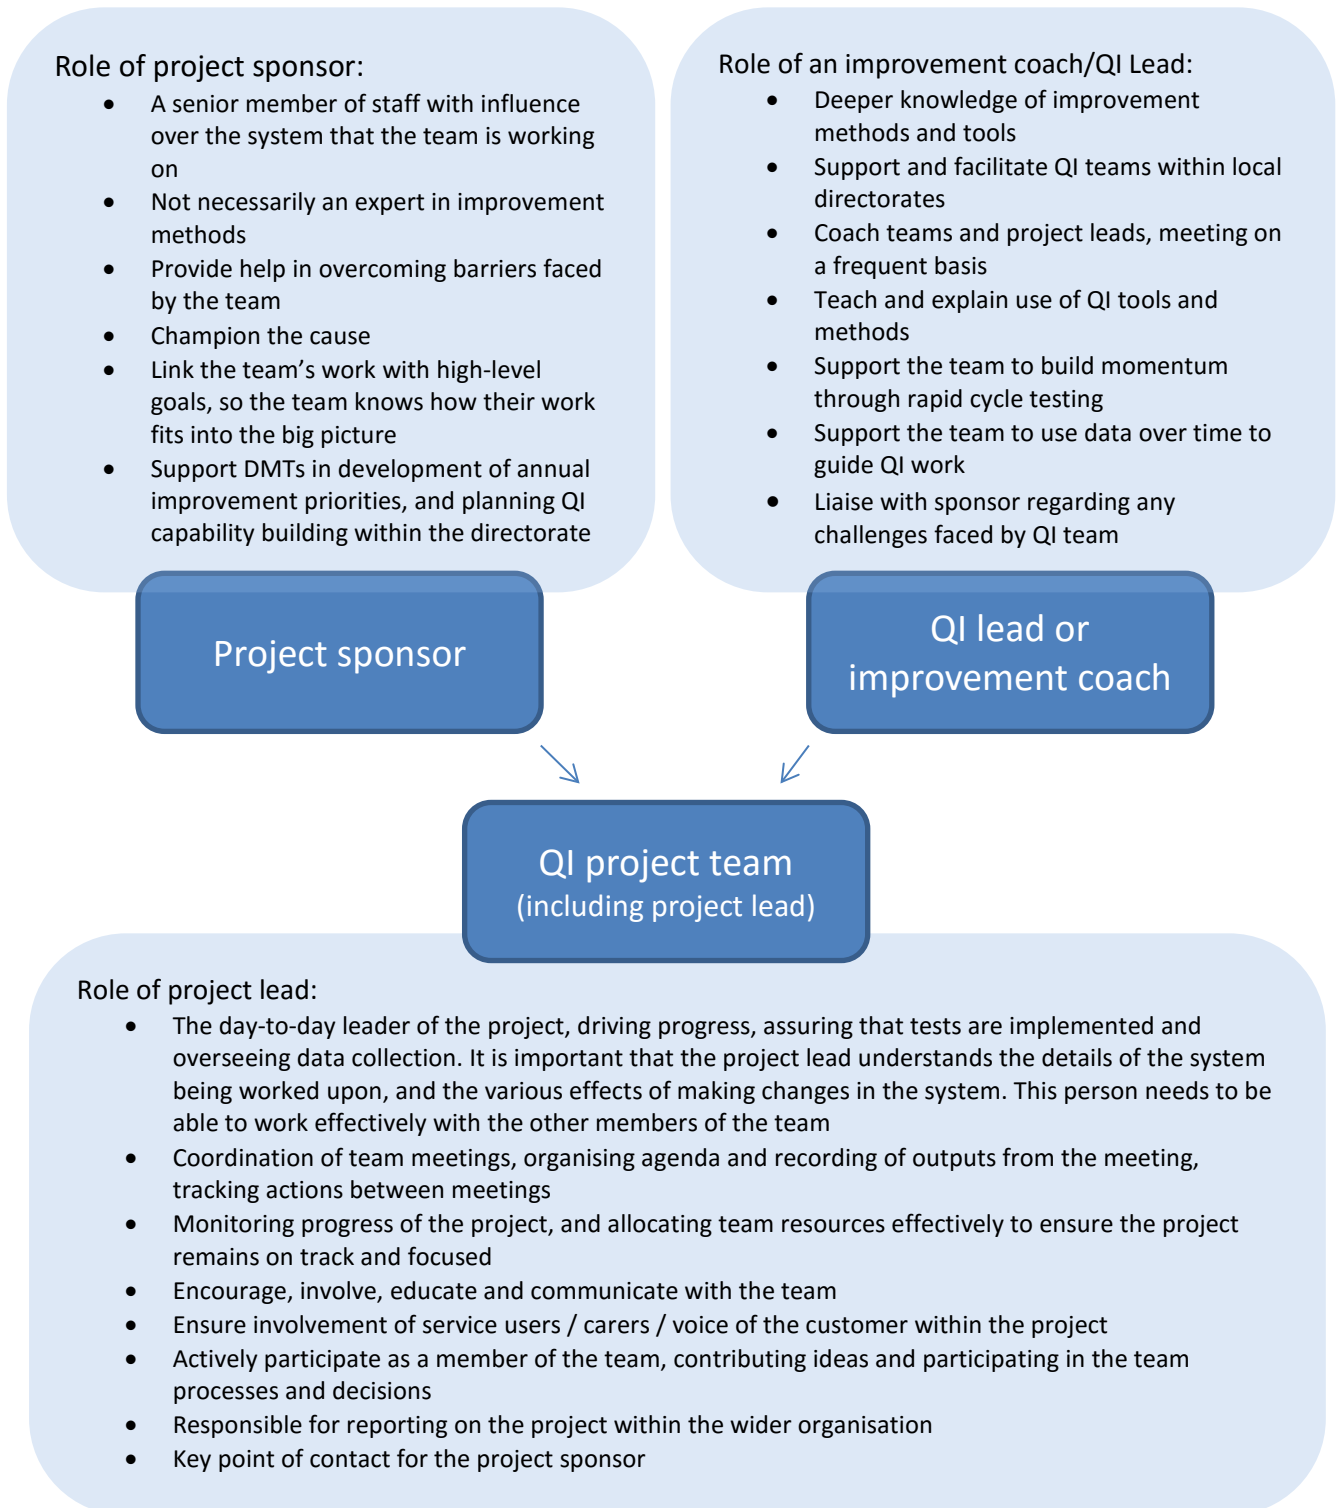 Role of project sponsor:
• A senior member of staff with influence
over the system that the team is working
on
• Not necessarily an expert in improvement
methods
• Provide help in overcoming barriers faced
by the team
• Champion the cause
• Link the team’s work with high-level
goals, so the team knows how their work
fits into the big picture
• Support DMTs in development of annual
improvement priorities, and planning QI
capability building within the directorate
Role of an improvement coach/QI Lead:
• Deeper knowledge of improvement
methods and tools
• Support and facilitate QI teams within local
directorates
• Coach teams and project leads, meeting on
a frequent basis
• Teach and explain use of QI tools and
methods
• Support the team to build momentum
through rapid cycle testing
• Support the team to use data over time to
guide QI work
• Liaise with sponsor regarding any
challenges faced by QI team
Project sponsor
QI lead or
improvement coach
QI project team
(including project lead)
Role of project lead:
• The day-to-day leader of the project, driving progress, assuring that tests are implemented and
overseeing data collection. It is important that the project lead understands the details of the system
being worked upon, and the various effects of making changes in the system. This person needs to be
able to work effectively with the other members of the team
• Coordination of team meetings, organising agenda and recording of outputs from the meeting,
tracking actions between meetings
• Monitoring progress of the project, and allocating team resources effectively to ensure the project
remains on track and focused
• Encourage, involve, educate and communicate with the team
• Ensure involvement of service users / carers / voice of the customer within the project
• Actively participate as a member of the team, contributing ideas and participating in the team
processes and decisions
• Responsible for reporting on the project within the wider organisation
• Key point of contact for the project sponsor